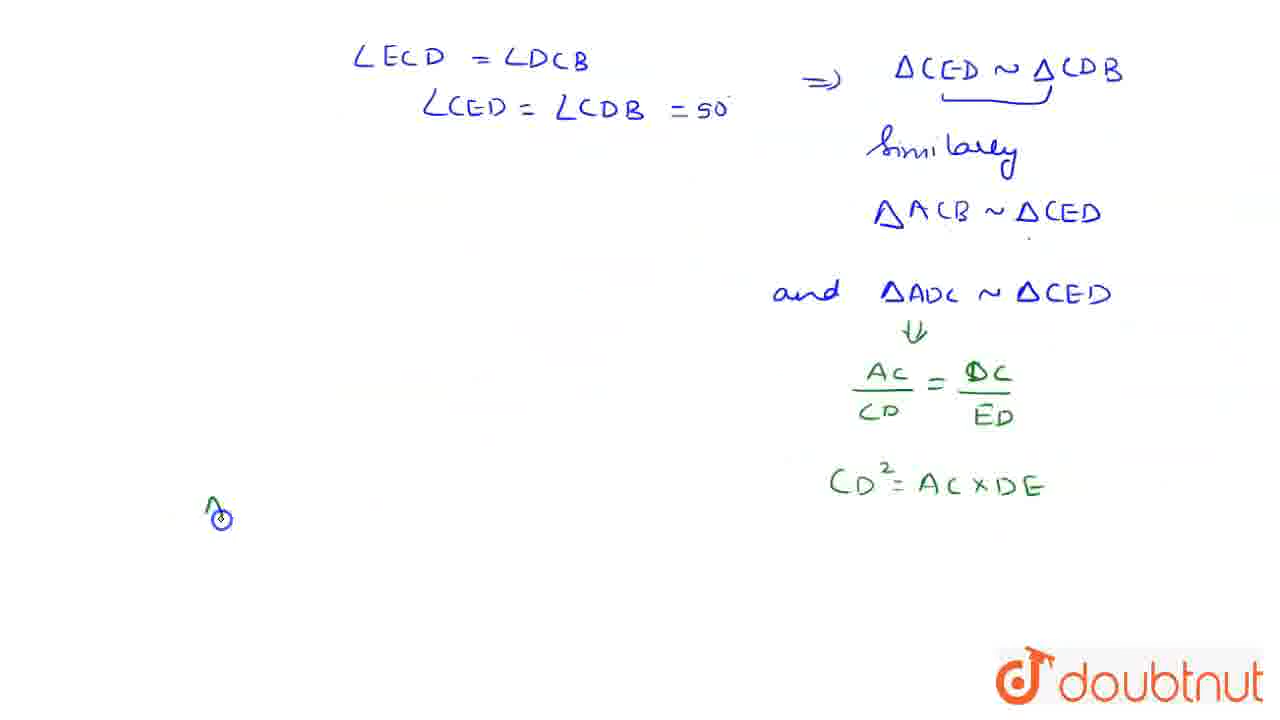 ∠ECD = ∠DCB
∠CED = ∠CDB = 90°
⇒ ΔCED ~ ΔCDB
Similarly
ΔACB ~ ΔCED
and ΔADC ~ ΔCED
⇓
AC/CD = DC/ED
CD² = AC × DE
doubtnut